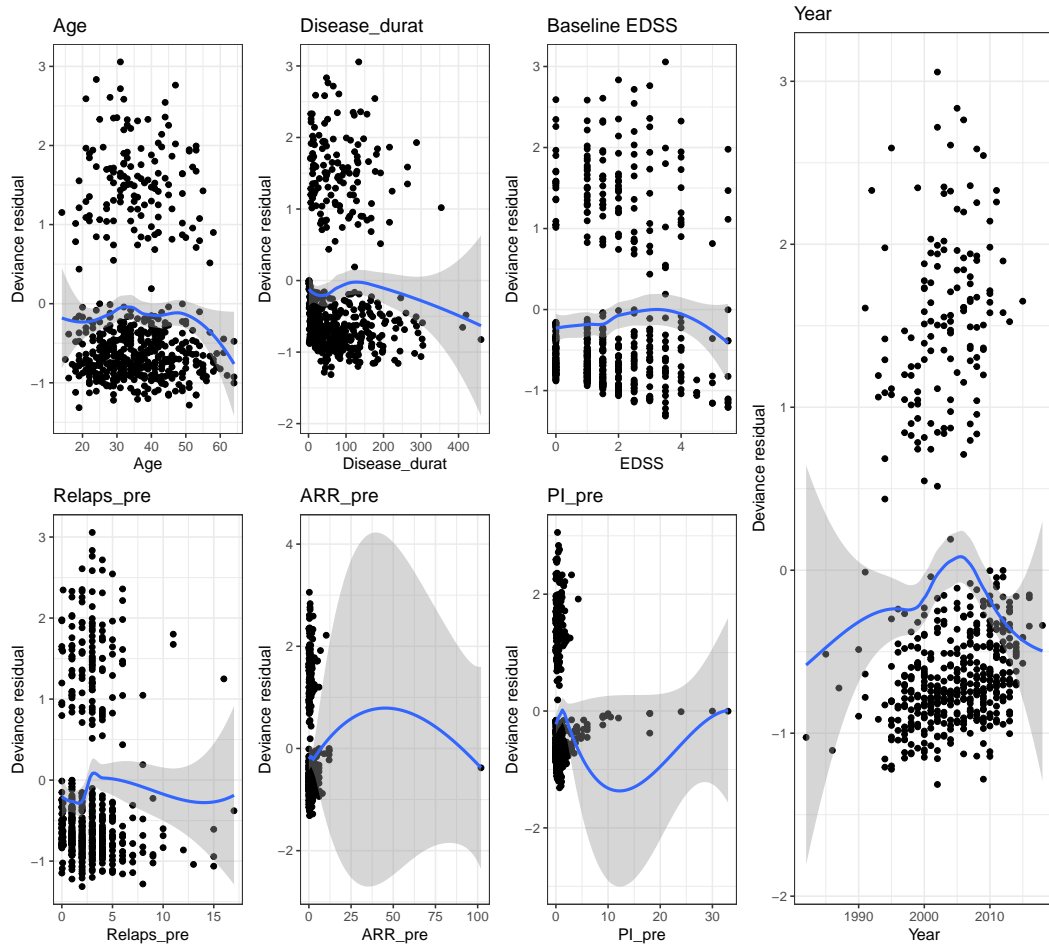 Age
Deviance residual
3
2
1
0
−1
20 30 40 50 60
Age
Disease_durat
Deviance residual
3
2
1
0
−1
−2
0 100 200 300 400
Disease_durat
Baseline EDSS
Deviance residual
3
2
1
0
−1
0 2 4
EDSS
Year
Deviance residual
3
2
1
0
−1
−2
1990 2000 2010
Year
Relaps_pre
Deviance residual
3
2
1
0
−1
0 5 10 15
Relaps_pre
ARR_pre
Deviance residual
4
2
0
−2
0 25 50 75 100
ARR_pre
PI_pre
Deviance residual
2
0
−2
0 10 20 30
PI_pre